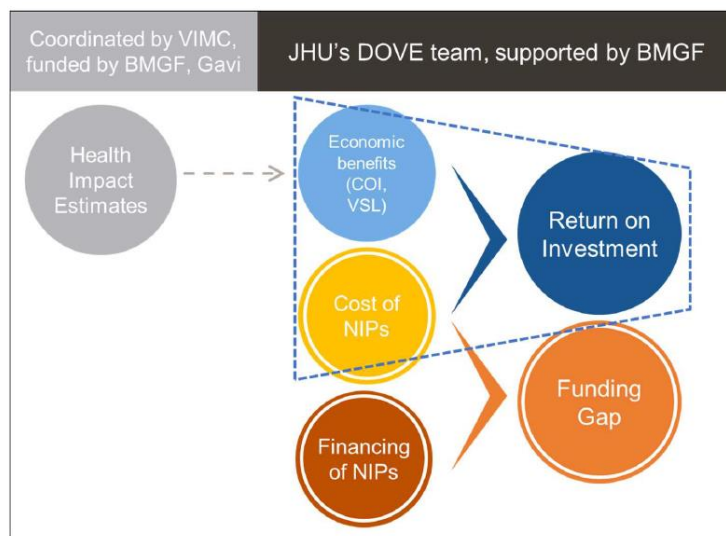 Coordinated by VIMC,
funded by BMGF, Gavi
JHU's DOVE team, supported by BMGF
Health
Impact
Estimates
Economic
benefits
(COI,
VSL)
Return on
Investment
Cost of
NIPs
Funding
Gap
Financing
of NIPs